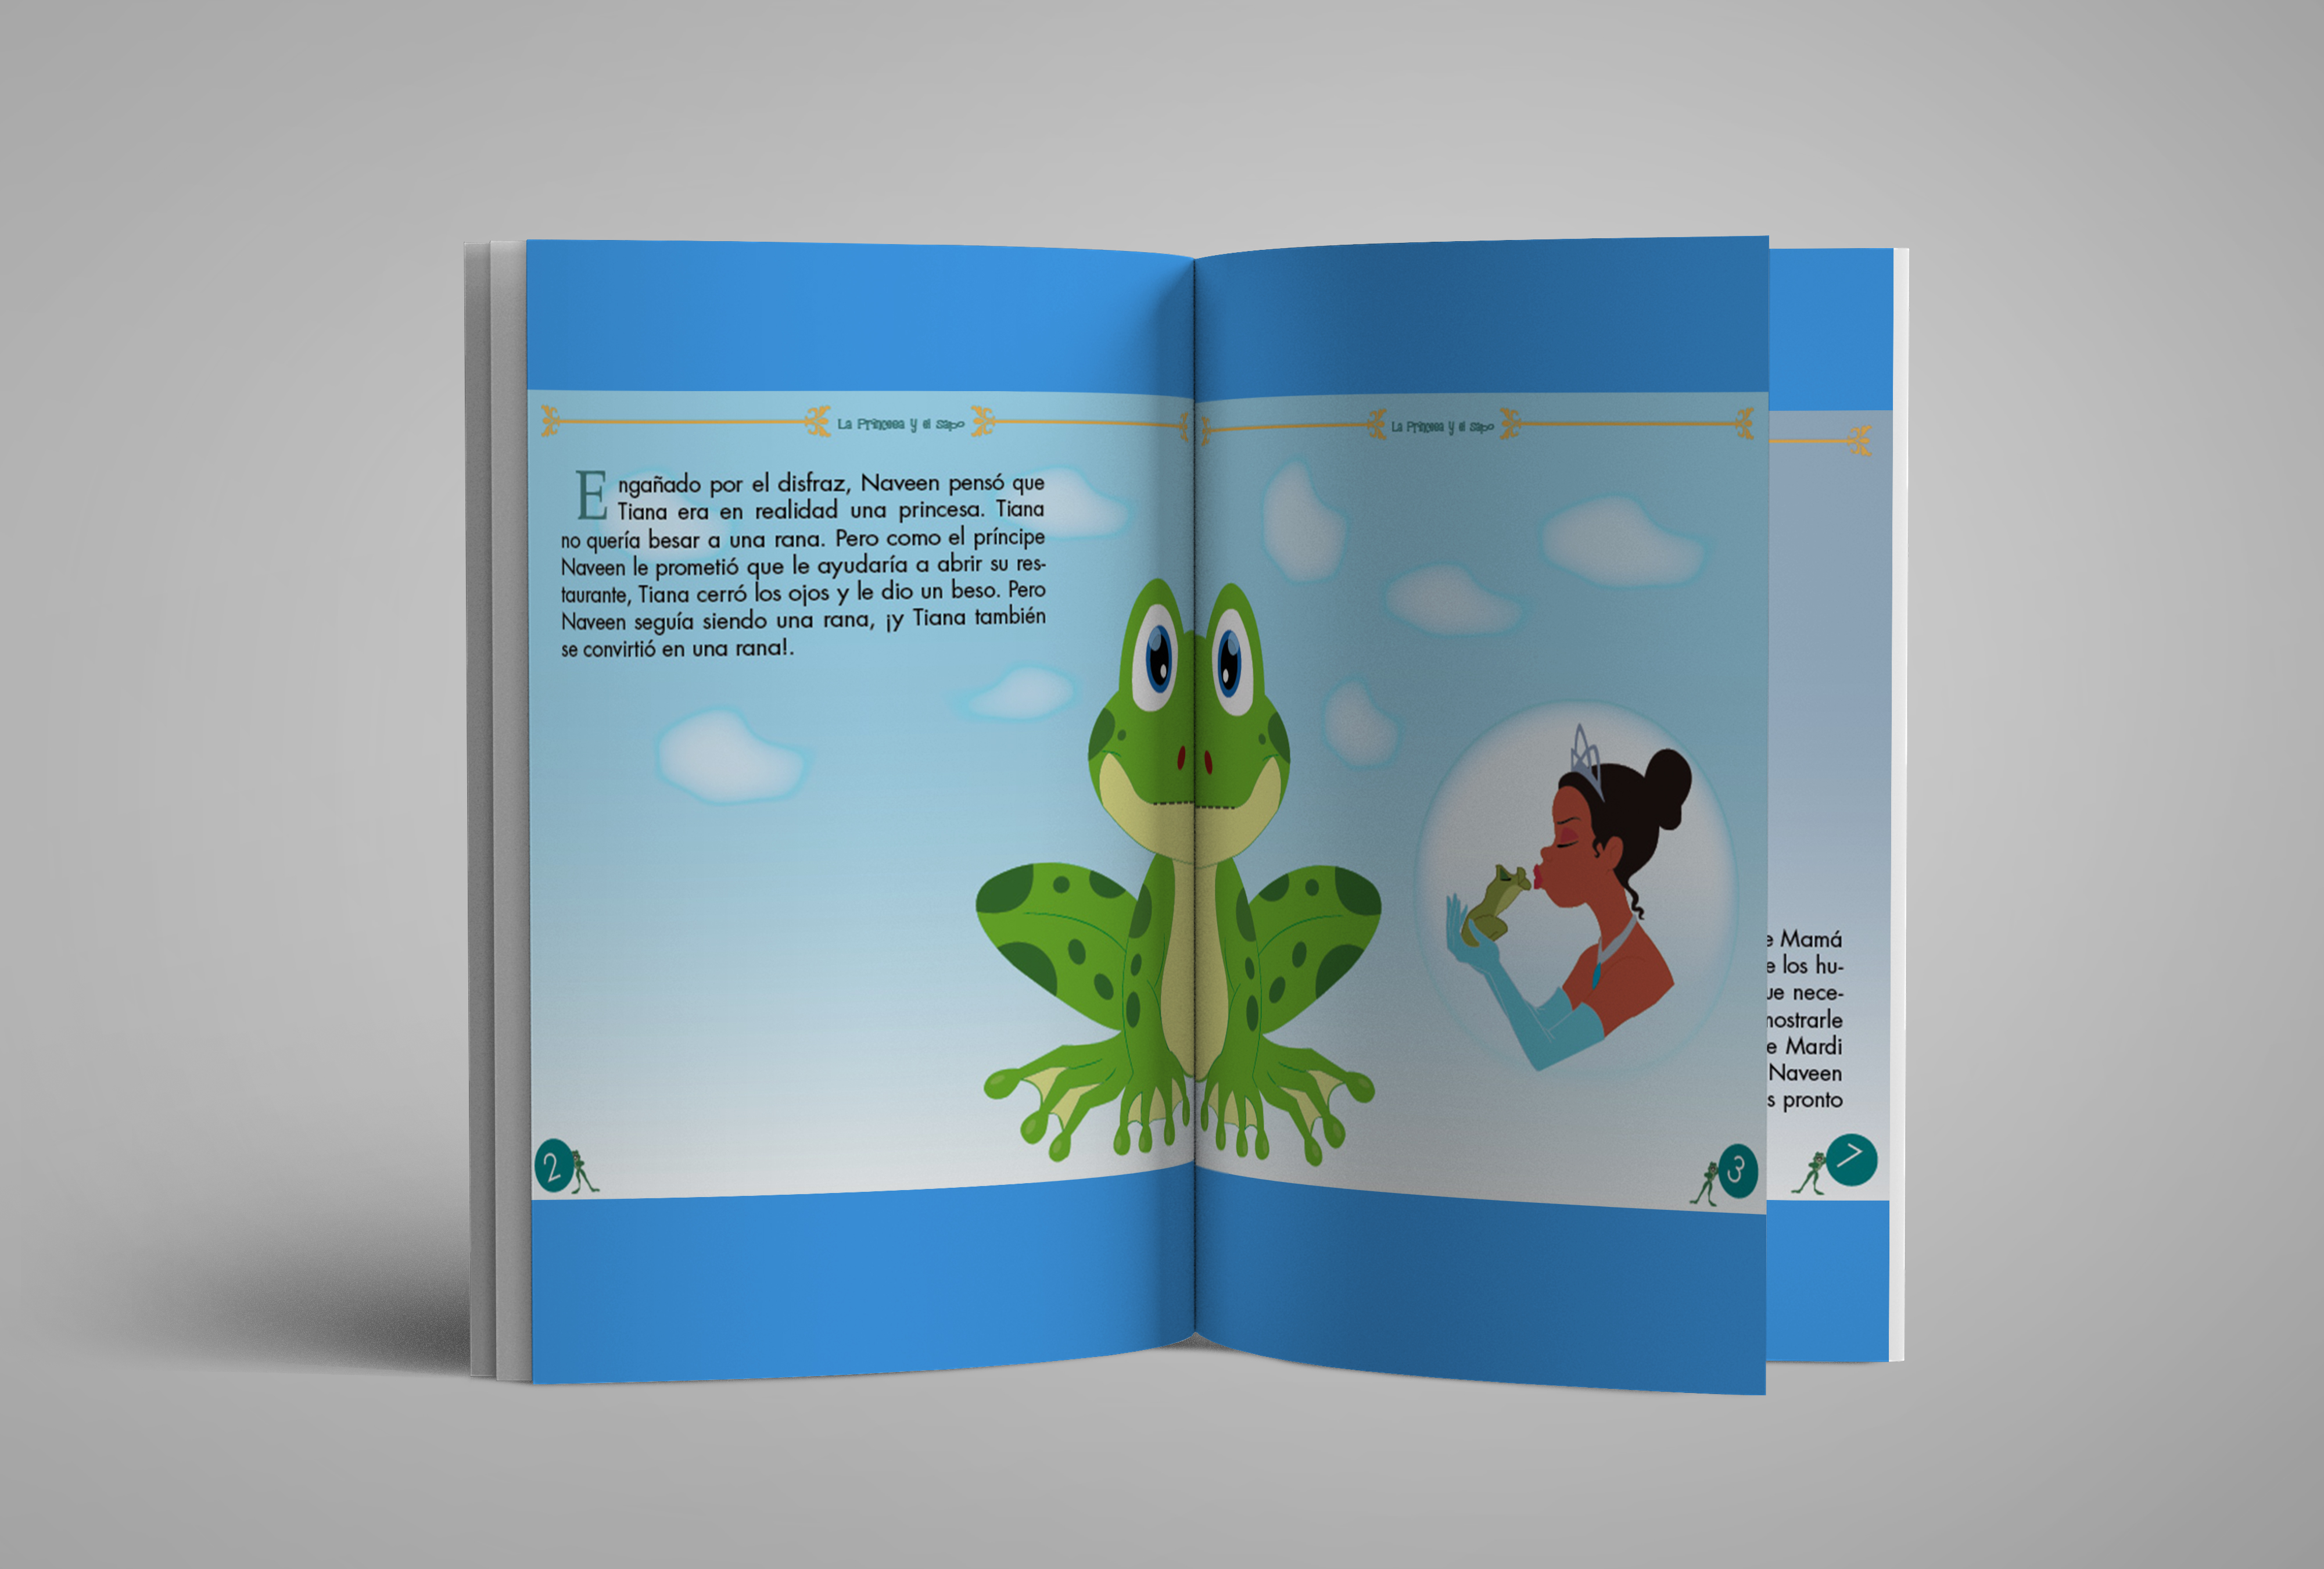 La Princesa y el sapo
Engañado por el disfraz, Naveen pensó que
Tiana era en realidad una princesa. Tiana
no quería besar a una rana. Pero como el príncipe
Naveen le prometió que le ayudaría a abrir su res-
taurante, Tiana cerró los ojos y le dio un beso. Pero
Naveen seguía siendo una rana, ¡y Tiana también
se convirtió en una rana!.
2
La Princesa y el sapo
3
e Mamá
e los hu-
ue nece-
mostrarle
e Mardi
Naveen
s pronto
7